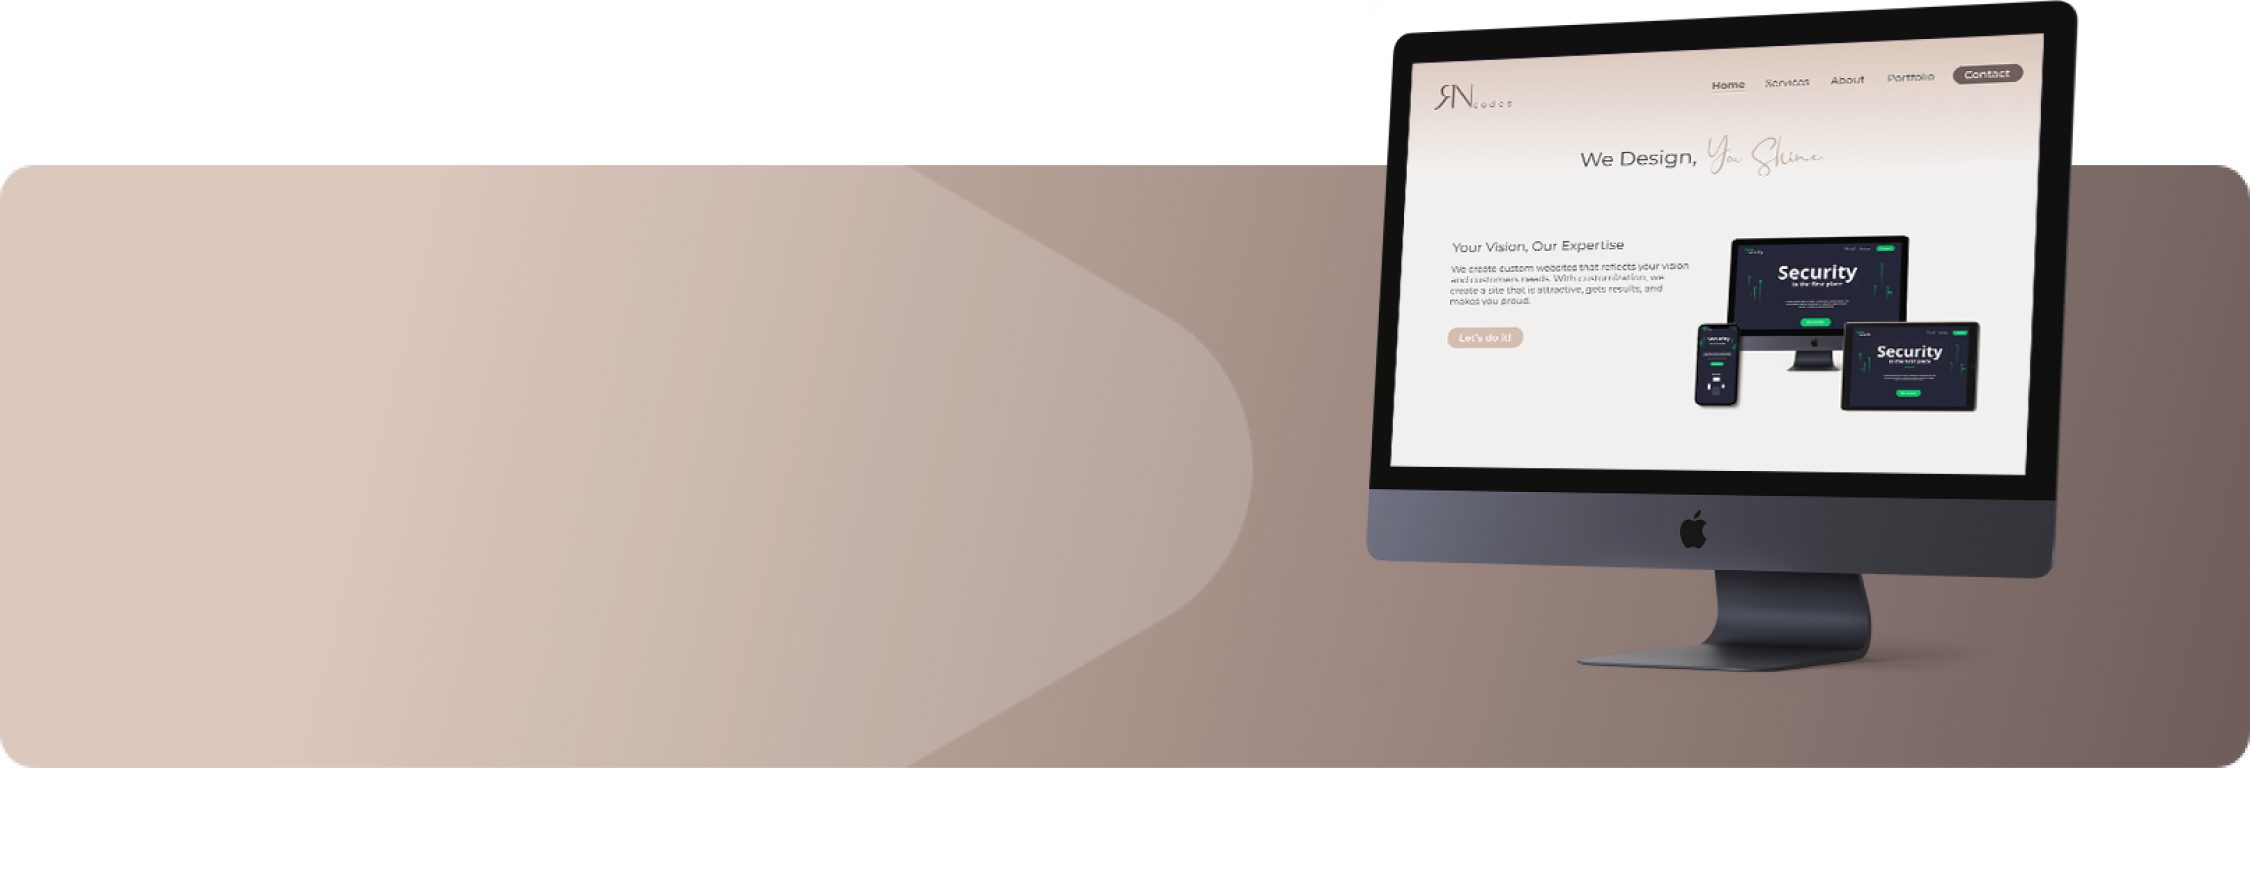 RN codes
Home Services About Portfolio Contact
We Design, You Shine
Your Vision, Our Expertise
We create custom websites that reflects your vision
and customers needs. With customization, we
create a site that is attractive, gets results, and
makes you proud.
Let's do it!
Security
in the first place
Security
in the first place
Security